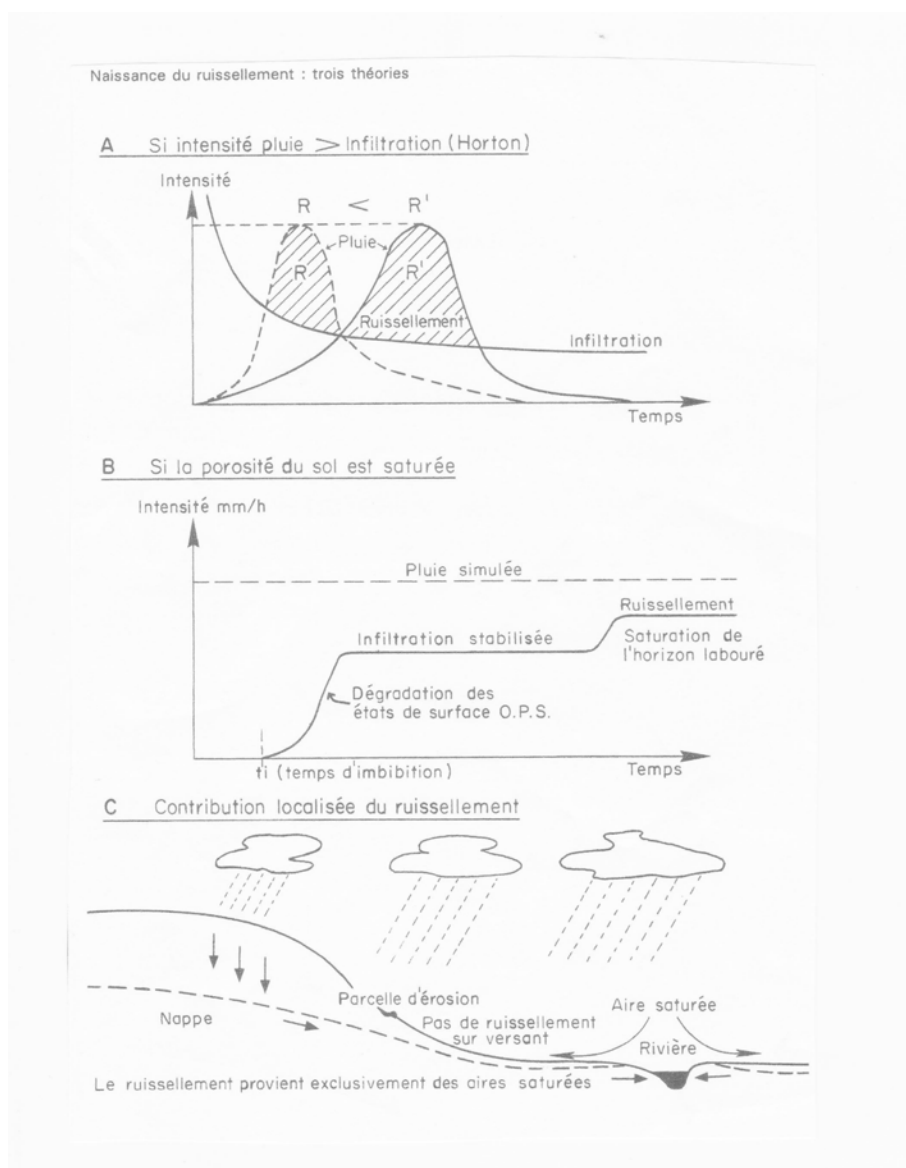 Naissance du ruissellement : trois théories
A Si intensité pluie > Infiltration (Horton)
Intensité
R < R'
Pluie
R
R'
Ruissellement
Infiltration
Temps
B Si la porosité du sol est saturée
Intensité mm/h
Pluie simulée
Ruissellement
Infiltration stabilisée
Saturation de
l'horizon labouré
Dégradation des
états de surface O.P.S.
ti (temps d'imbibition)
Temps
C Contribution localisée du ruissellement
Parcelle d'érosion
Aire saturée
Nappe
Pas de ruissellement
sur versant
Rivière
Le ruissellement provient exclusivement des aires saturées